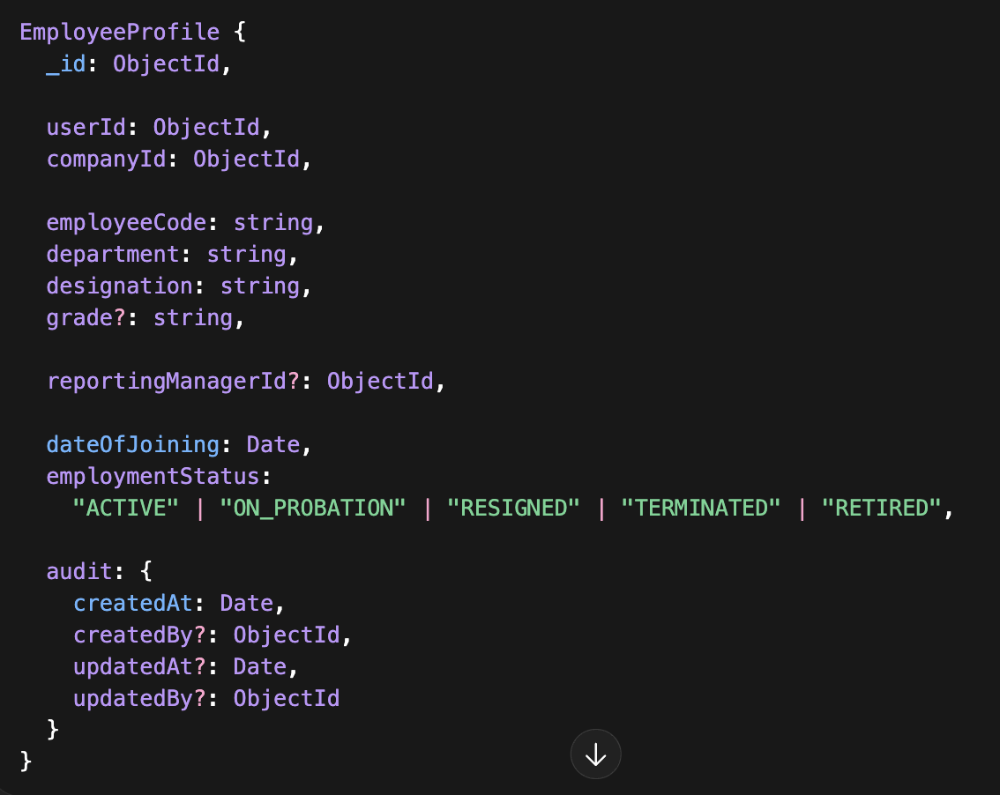 EmployeeProfile {
_id: ObjectId,
userId: ObjectId,
companyId: ObjectId,
employeeCode: string,
department: string,
designation: string,
grade?: string,
reportingManagerId?: ObjectId,
dateOfJoining: Date,
employmentStatus:
"ACTIVE" | "ON_PROBATION" | "RESIGNED" | "TERMINATED" | "RETIRED",
audit: {
createdAt: Date,
createdBy?: ObjectId,
updatedAt?: Date,
updatedBy?: ObjectId
}
}